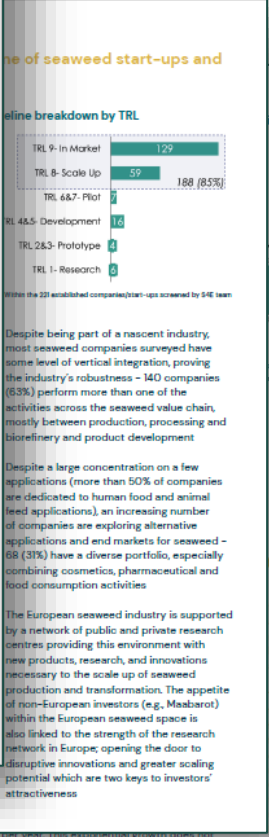 ne of seaweed start-ups and
eline breakdown by TRL
TRL 9- In Market 129
TRL 8- Scale Up 59
188 (85%)
TRL 6&7- Pilot 7
RL 4&5- Development 16
TRL 2&3- Prototype 4
TRL 1- Research 6
Within the 221 established companies/start-ups screened by S4E team
Despite being part of a nascent industry,
most seaweed companies surveyed have
some level of vertical integration, proving
the industry's robustness - 140 companies
(63%) perform more than one of the
activities across the seaweed value chain,
mostly between production, processing and
biorefinery and product development
Despite a large concentration on a few
applications (more than 50% of companies
are dedicated to human food and animal
feed applications), an increasing number
of companies are exploring alternative
applications and end markets for seaweed -
68 (31%) have a diverse portfolio, especially
combining cosmetics, pharmaceutical and
food consumption activities
The European seaweed industry is supported
by a network of public and private research
centres providing this environment with
new products, research, and innovations
necessary to the scale up of seaweed
production and transformation. The appetite
of non-European investors (e.g., Maabarot)
within the European seaweed space is
also linked to the strength of the research
network in Europe; opening the door to
disruptive innovations and greater scaling
potential which are two keys to investors'
attractiveness